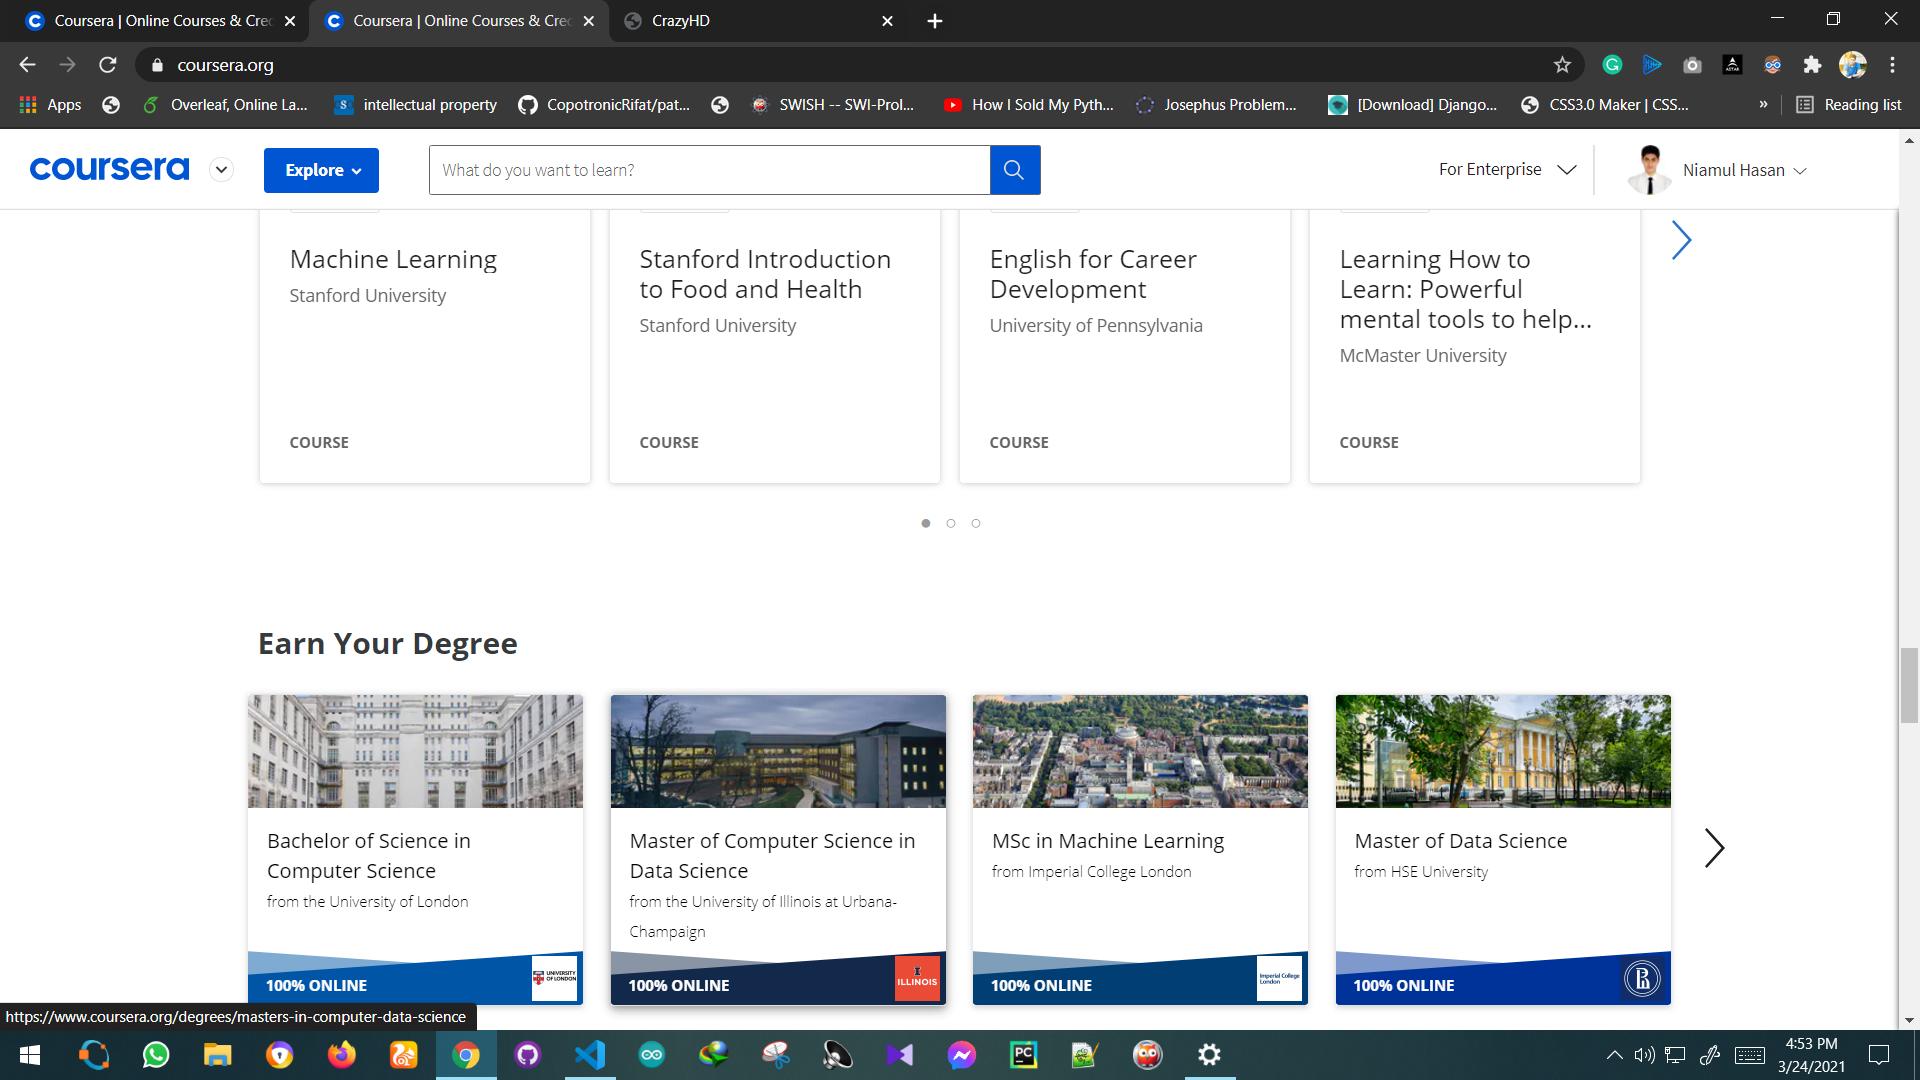 Coursera | Online Courses & Cre
Coursera | Online Courses & Cre
CrazyHD
coursera.org
Apps
Overleaf, Online La...
intellectual property
CopotronicRifat/pat...
SWISH -- SWI-Prol...
How I Sold My Pyth...
Josephus Problem...
[Download] Django...
CSS3.0 Maker | CSS...
»
Reading list
coursera
Explore
What do you want to learn?
For Enterprise
Niamul Hasan
Machine Learning
Stanford University
COURSE
Stanford Introduction
to Food and Health
Stanford University
COURSE
English for Career
Development
University of Pennsylvania
COURSE
Learning How to
Learn: Powerful
mental tools to help...
McMaster University
COURSE
Earn Your Degree
Bachelor of Science in
Computer Science
from the University of London
100% ONLINE
UNIVERSITY
OF LONDON
Master of Computer Science in
Data Science
from the University of Illinois at Urbana-
Champaign
100% ONLINE
ILLINOIS
MSc in Machine Learning
from Imperial College London
100% ONLINE
Imperial College
London
Master of Data Science
from HSE University
100% ONLINE
https://www.coursera.org/degrees/masters-in-computer-data-science
4:53 PM
3/24/2021